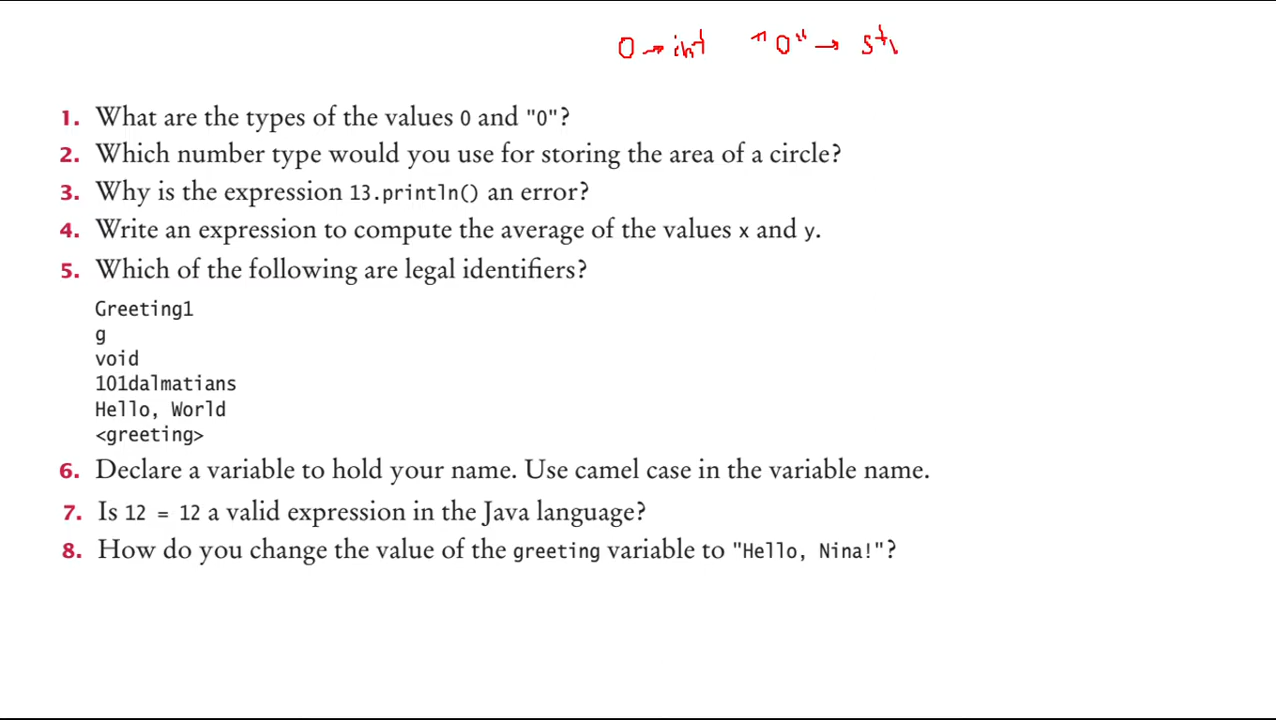 0 → int "0" → str
1. What are the types of the values 0 and "0"?
2. Which number type would you use for storing the area of a circle?
3. Why is the expression 13.println() an error?
4. Write an expression to compute the average of the values x and y.
5. Which of the following are legal identifiers?
Greeting1
g
void
101dalmatians
Hello, World
<greeting>
6. Declare a variable to hold your name. Use camel case in the variable name.
7. Is 12 = 12 a valid expression in the Java language?
8. How do you change the value of the greeting variable to "Hello, Nina!"?